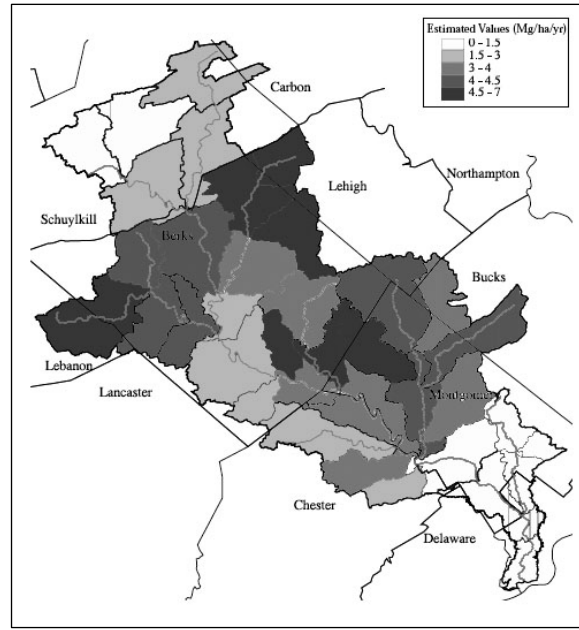 Estimated Values (Mg/ha/yr)
0 - 1.5
1.5 - 3
3 - 4
4 - 4.5
4.5 - 7
Carbon
Northampton
Lehigh
Schuylkill
Berks
Bucks
Lebanon
Lancaster
Montgomery
Chester
Delaware